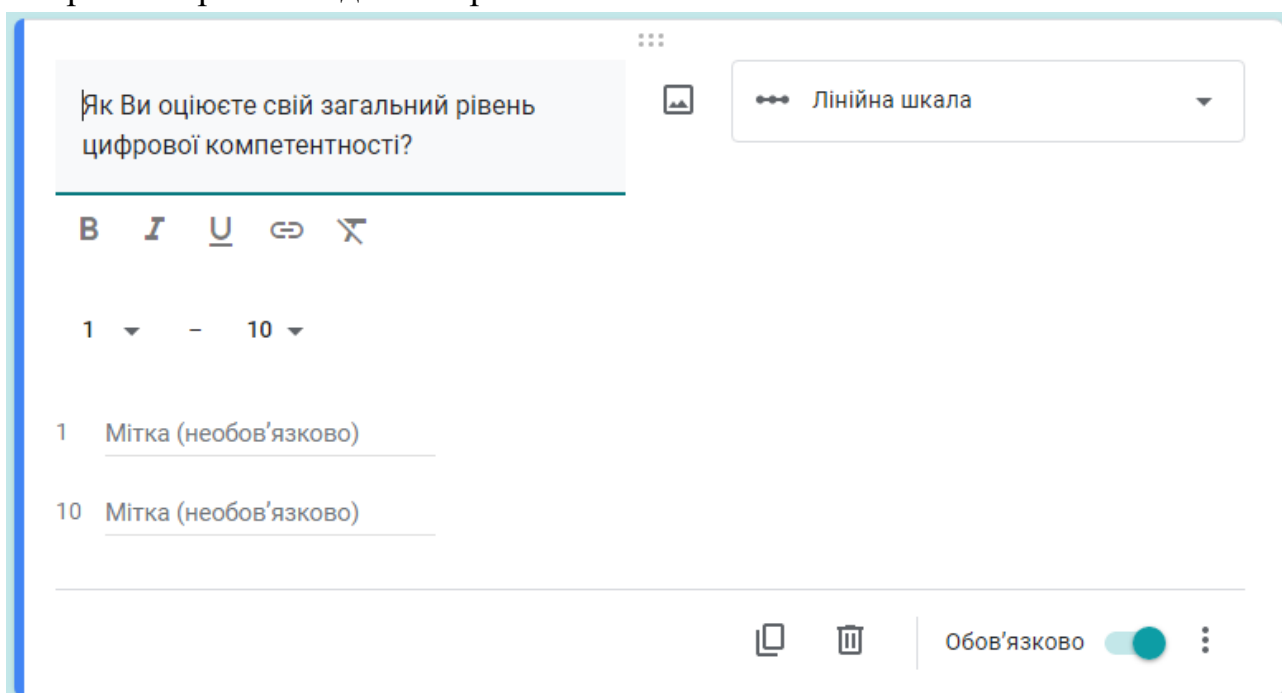 Як Ви оціюєте свій загальний рівень
цифрової компетентності?
Лінійна шкала
B I U
1 – 10
1 Мітка (необов’язково)
10 Мітка (необов’язково)
Обов’язково